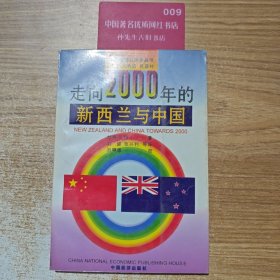 009
中国著名优质网红书店
孙先生古旧书店
走向2000年的
新西兰与中国
NEW ZEALAND AND CHINA TOWARDS 2000
CHINA NATIONAL ECONOMIC PUBLISHING HOUSE
中国经济出版社